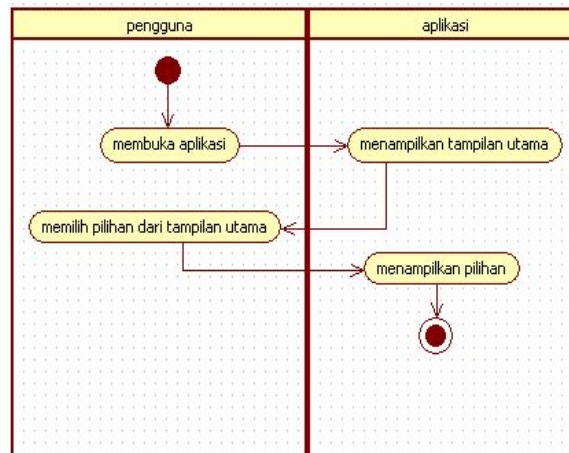 pengguna
aplikasi
membuka aplikasi
menampilkan tampilan utama
memilih pilihan dari tampilan utama
menampilkan pilihan